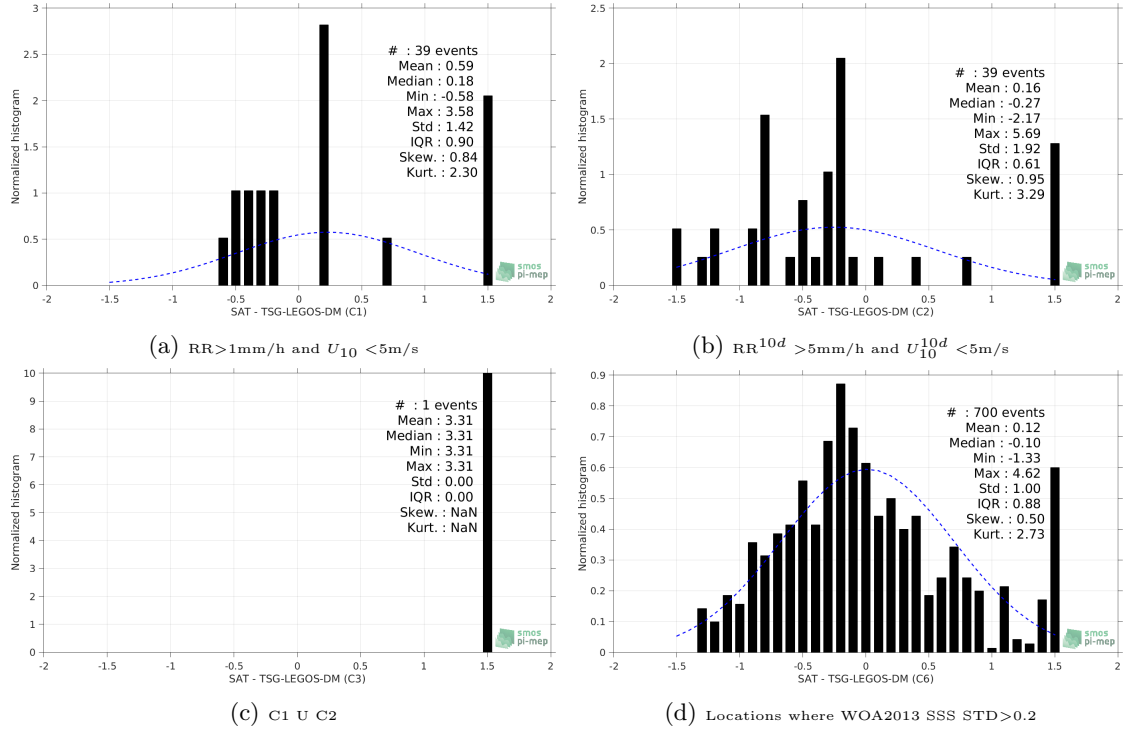 3
2.5
2
1.5
1
0.5
0
Normalized histogram
# : 39 events
Mean : 0.59
Median : 0.18
Min : -0.58
Max : 3.58
Std : 1.42
IQR : 0.90
Skew. : 0.84
Kurt. : 2.30
smos
pi-mep
-2 -0.5 0 1 1.5 2
SAT - TSG-LEGOS-DM (C1)
(a) RR>1mm/h and U10 <5m/s
2.5
2
1.5
1
0.5
0
Normalized histogram
# : 39 events
Mean : 0.16
Median : -0.27
Min : -2.17
Max : 5.69
Std : 1.92
IQR : 0.61
Skew. : 0.95
Kurt. : 3.29
smos
pi-mep
-2 -1.5 -1 -0.5 0 0.5 1 1.5 2
SAT - TSG-LEGOS-DM (C2)
(b) RR10d >5mm/h and U10d10 <5m/s
10
9
8
7
6
5
4
3
2
1
0
Normalized histogram
# : 1 events
Mean : 3.31
Median : 3.31
Min : 3.31
Max : 3.31
Std : 0.00
IQR : 0.00
Skew. : NaN
Kurt. : NaN
smos
pi-mep
-2 -0.5 0 1 1.5 2
SAT - TSG-LEGOS-DM (C3)
(c) C1 U C2
0.9
0.8
0.7
0.6
0.5
0.4
0.3
0.2
0.1
0
Normalized histogram
# : 700 events
Mean : 0.12
Median : -0.10
Min : -1.33
Max : 4.62
Std : 1.00
IQR : 0.88
Skew. : 0.50
Kurt. : 2.73
smos
pi-mep
-2 -1 -0.5 0 0.5 1 1.5 2
SAT - TSG-LEGOS-DM (C6)
(d) Locations where WOA2013 SSS STD>0.2